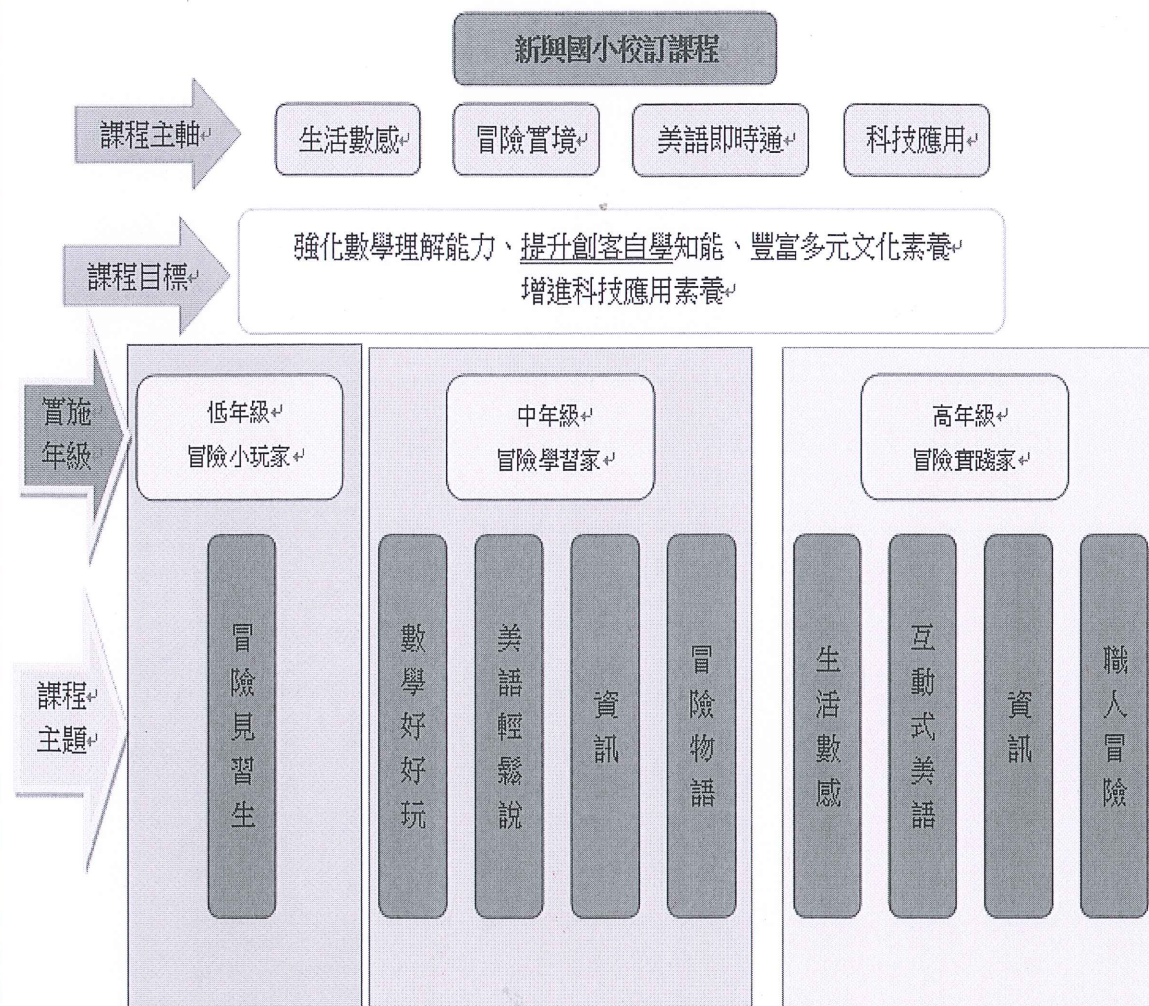 新興國小校訂課程
課程主軸
生活數感
冒險實境
美語即時通
科技應用
課程目標
強化數學理解能力、提升創客自學知能、豐富多元文化素養
增進科技應用素養
實施
年級
低年級
冒險小玩家
中年級
冒險學習家
高年級
冒險實踐家
課程
主題
冒險見習生
數學好好玩
美語輕鬆說
資訊
冒險物語
生活數感
互動式美語
資訊
職人冒險